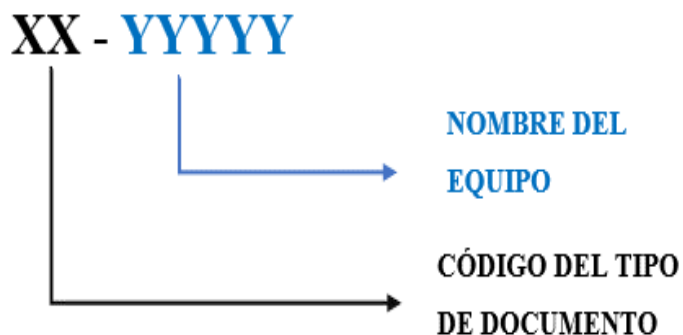 XX - YYYYY
NOMBRE DEL
EQUIPO
CÓDIGO DEL TIPO
DE DOCUMENTO